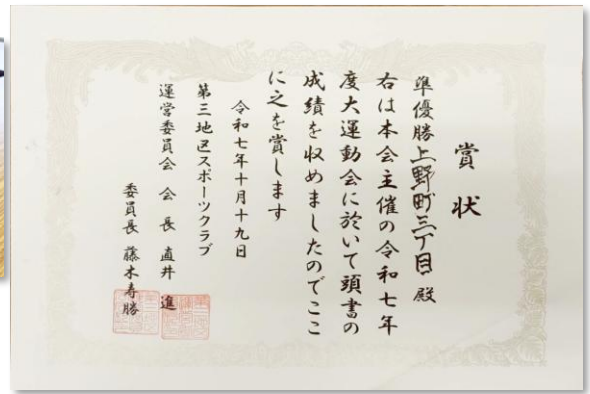 賞状
準優勝上野町三丁目 殿
右は本会主催の令和七年
度大運動会に於いて頭書の
成績を収めましたのでここ
に之を賞します
令和七年十月十九日
第三地区スポーツクラブ
運営委員会 会長 直井 進
委員長 藤木寿勝